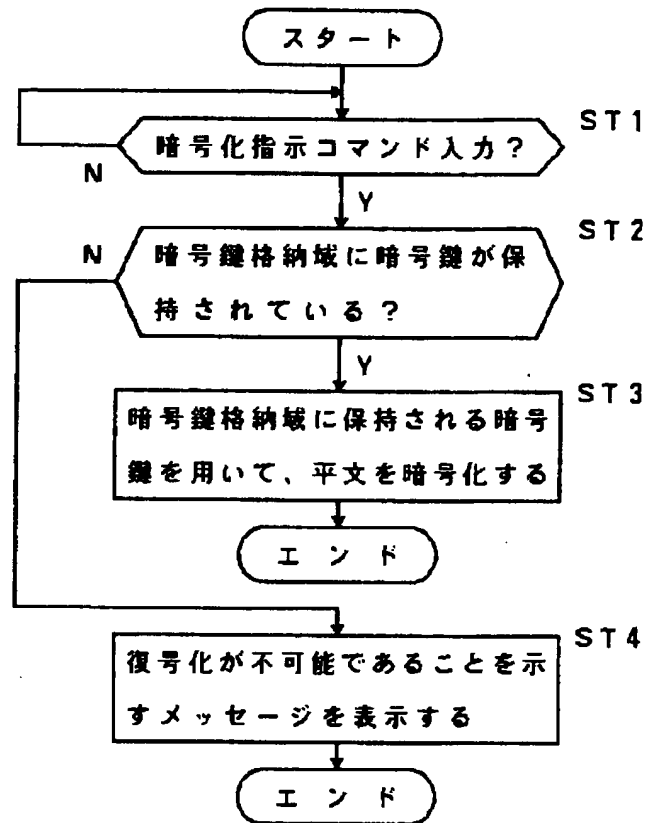 スタート
ST1
暗号化指示コマンド入力?
N
Y
ST2
N
暗号鍵格納域に暗号鍵が保
持されている?
Y
ST3
暗号鍵格納域に保持される暗号
鍵を用いて、平文を暗号化する
エンド
ST4
復号化が不可能であることを示
すメッセージを表示する
エンド